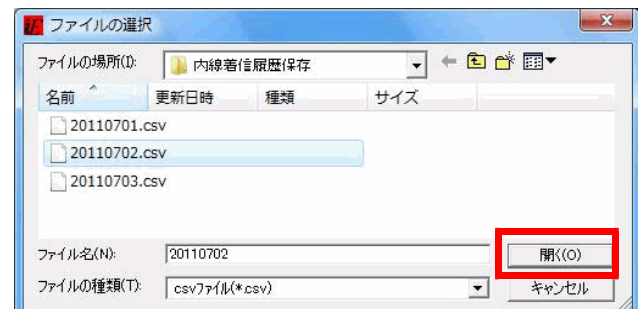 ファイルの選択
ファイルの場所(I):
内線着信履歴保存
名前 更新日時 種類 サイズ
20110701.csv
20110702.csv
20110703.csv
ファイル名(N):
20110702
開く(O)
ファイルの種類(T):
csvファイル(*.csv)
キャンセル